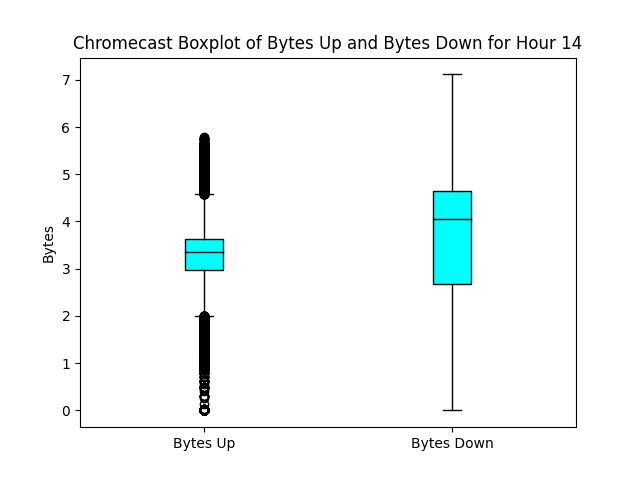 Chromecast Boxplot of Bytes Up and Bytes Down for Hour 14
7
6
5
4
3
2
1
0
Bytes
Bytes Up
Bytes Down